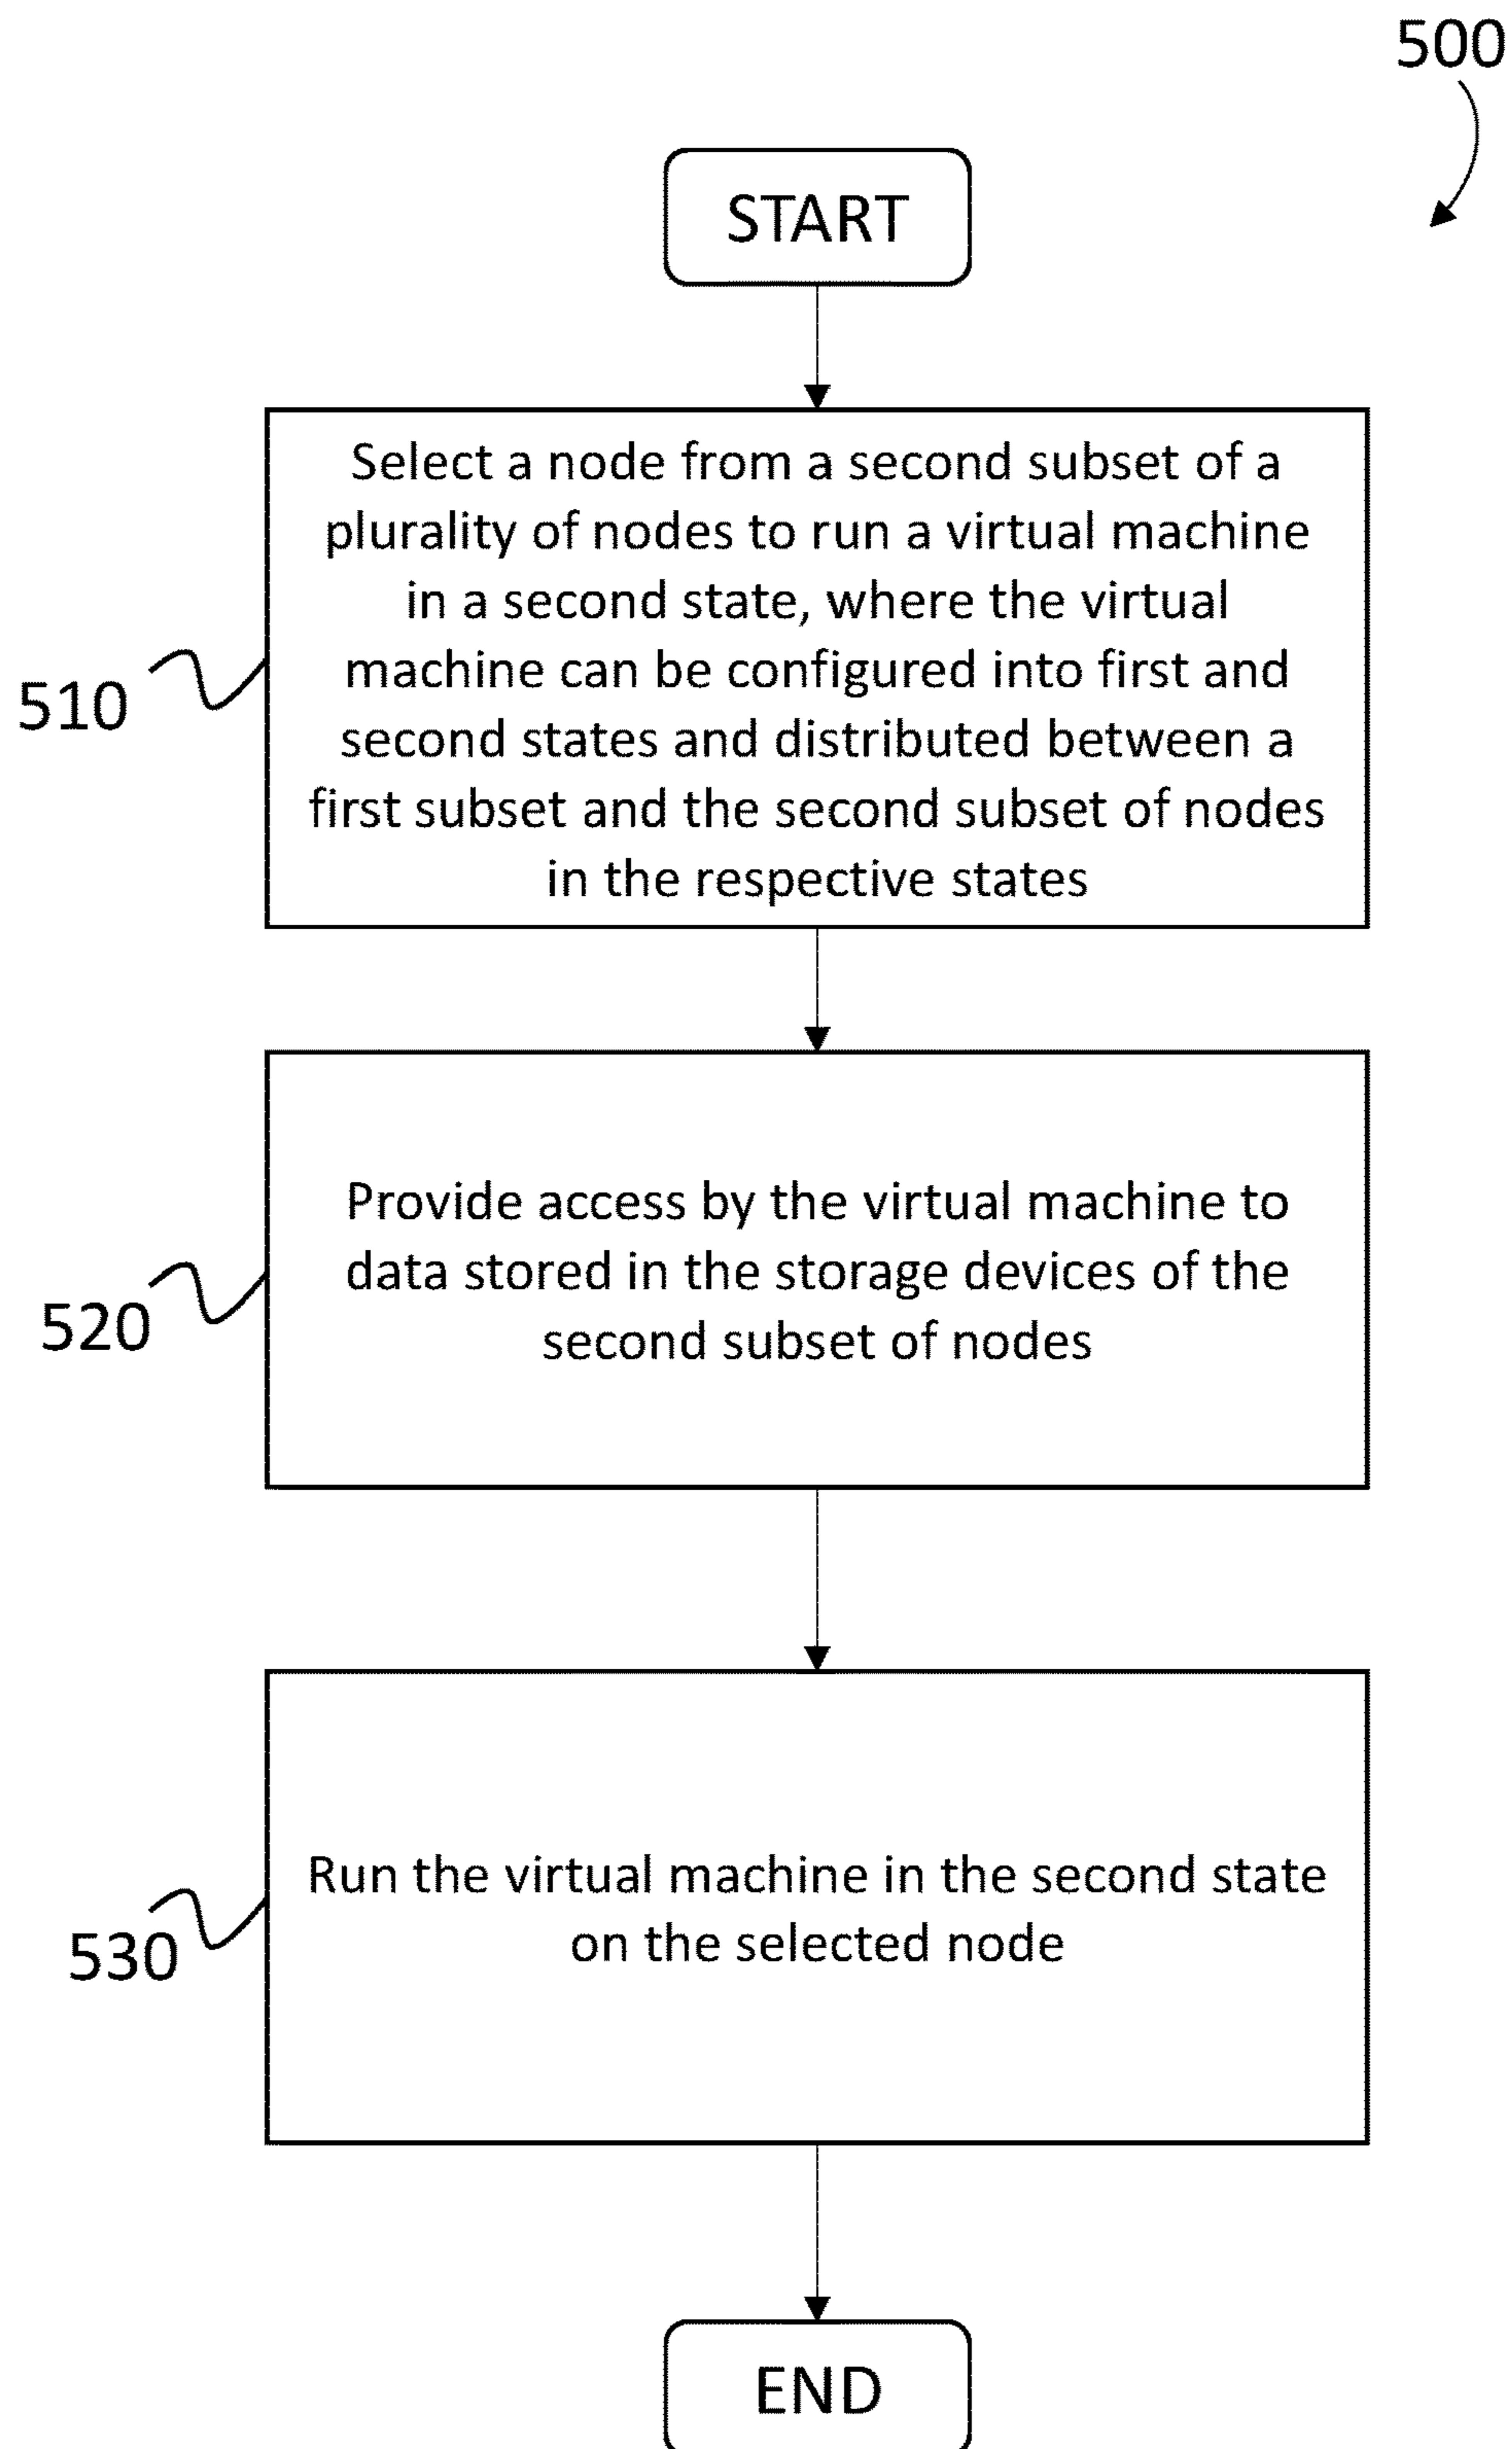 500
START
Select a node from a second subset of a
plurality of nodes to run a virtual machine
in a second state, where the virtual
machine can be configured into first and
second states and distributed between a
first subset and the second subset of nodes
in the respective states
510
Provide access by the virtual machine to
data stored in the storage devices of the
second subset of nodes
520
Run the virtual machine in the second state
on the selected node
530
END